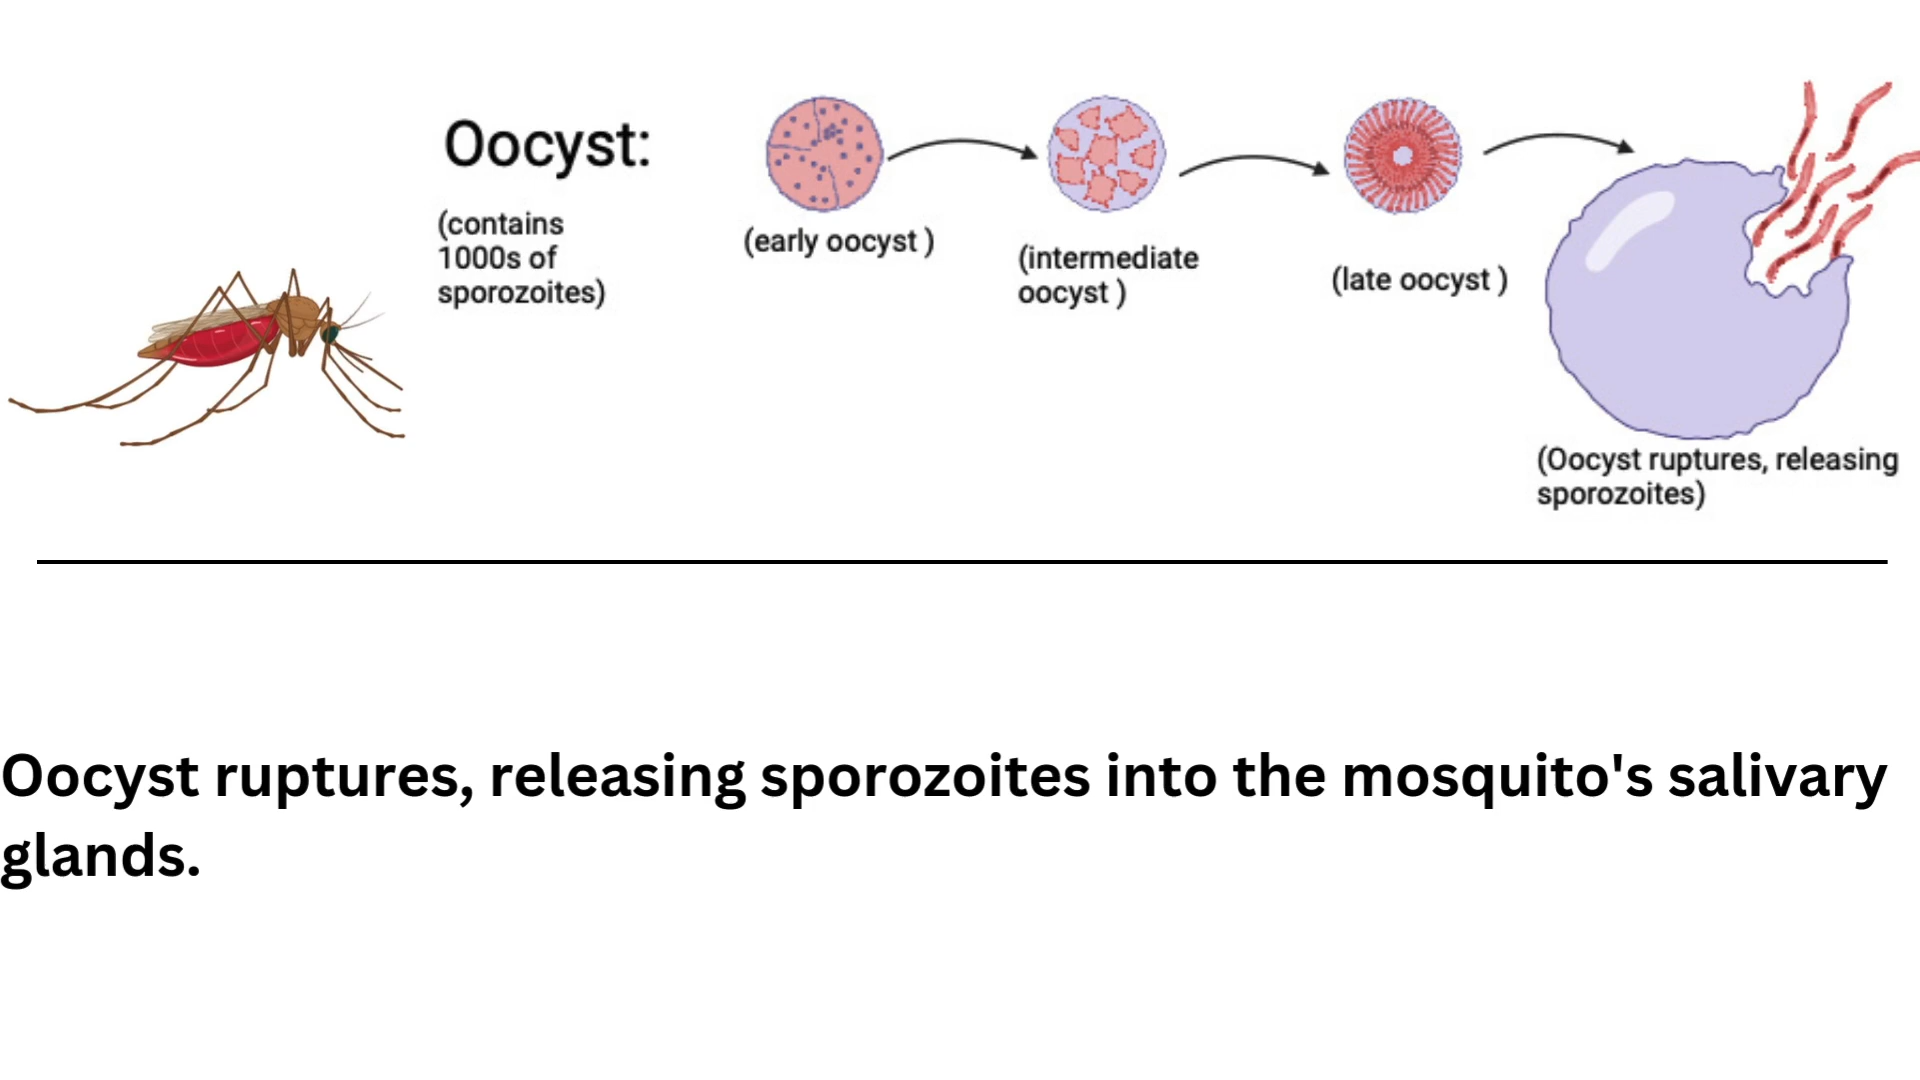 Oocyst:
(contains
1000s of
sporozoites)
(early oocyst )
(intermediate
oocyst )
(late oocyst )
(Oocyst ruptures, releasing
sporozoites)
Oocyst ruptures, releasing sporozoites into the mosquito's salivary
glands.